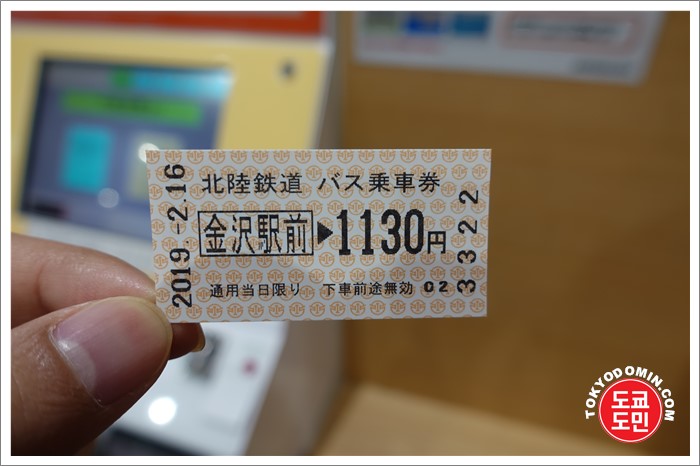 2019.-2.16
北陸鉄道 バス乗車券
金沢駅前▶1130円
通用当日限り 下車前途無効 02
3322
TOKYODOMIN.COM
도쿄
도민